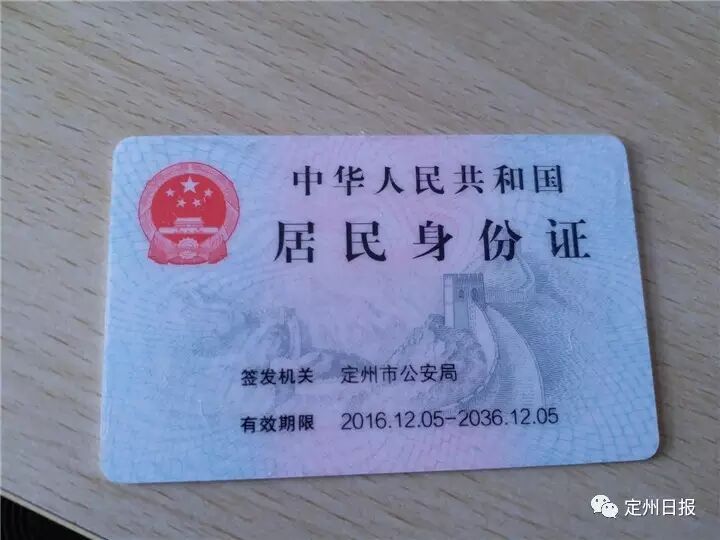 中华人民共和国
居民身份证
签发机关 定州市公安局
有效期限 2016.12.05-2036.12.05
定州日报